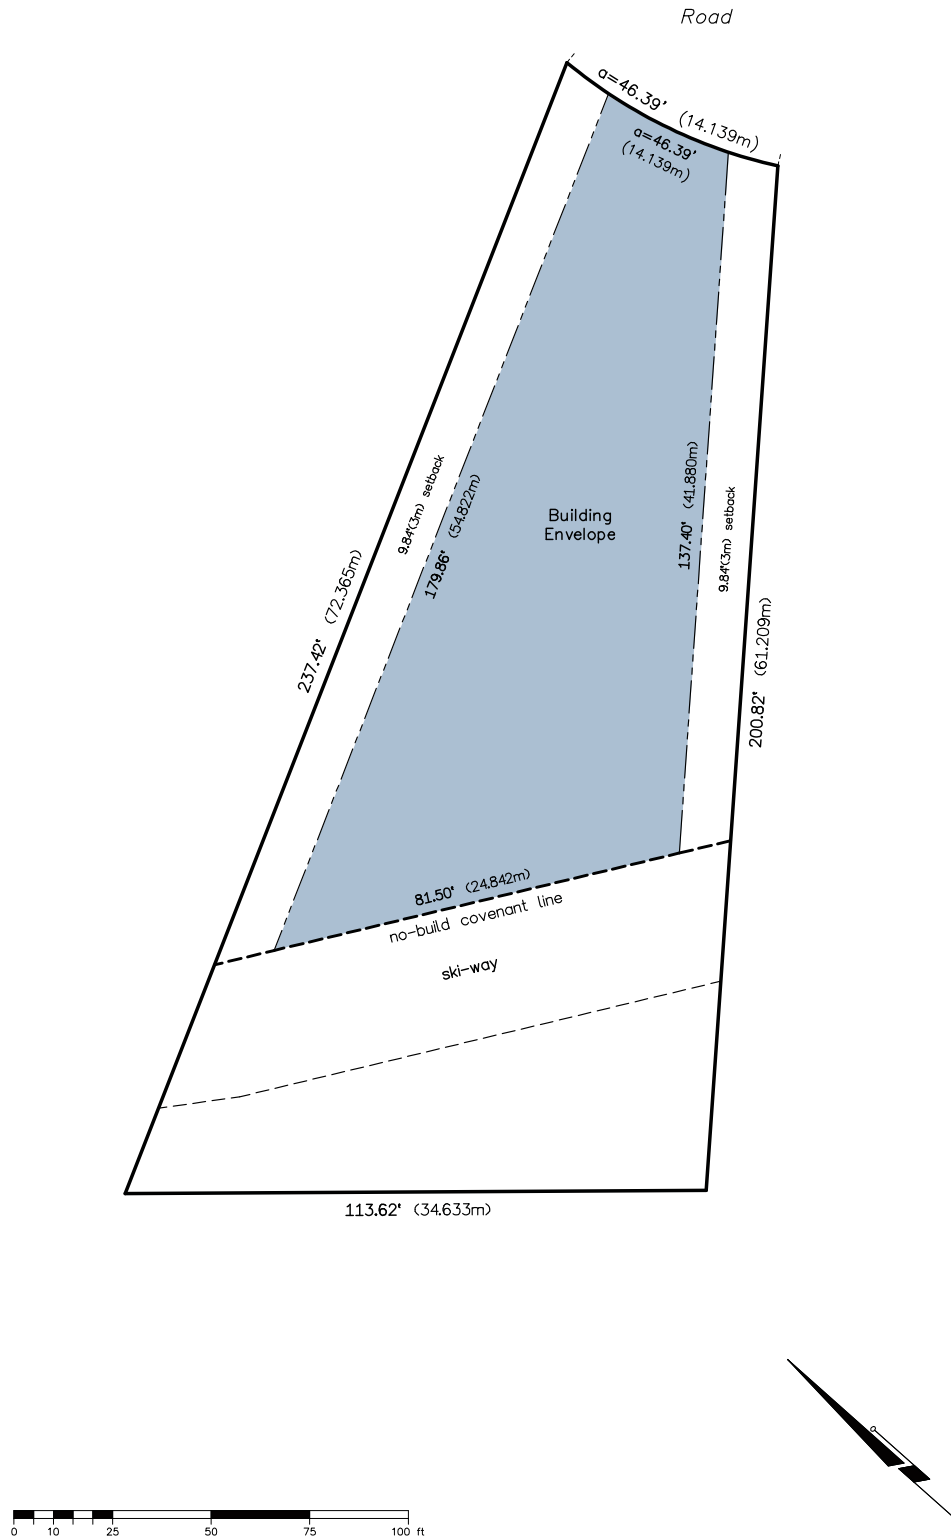 Road
a=46.39' (14.139m)
a=46.39'
(14.139m)
9.84'(3m) setback
179.86' (54.822m)
137.40' (41.880m)
Building
Envelope
9.84'(3m) setback
237.42' (72.365m)
200.82' (61.209m)
81.50' (24.842m)
no-build covenant line
ski-way
113.62' (34.633m)
0 10 25 50 75 100 ft